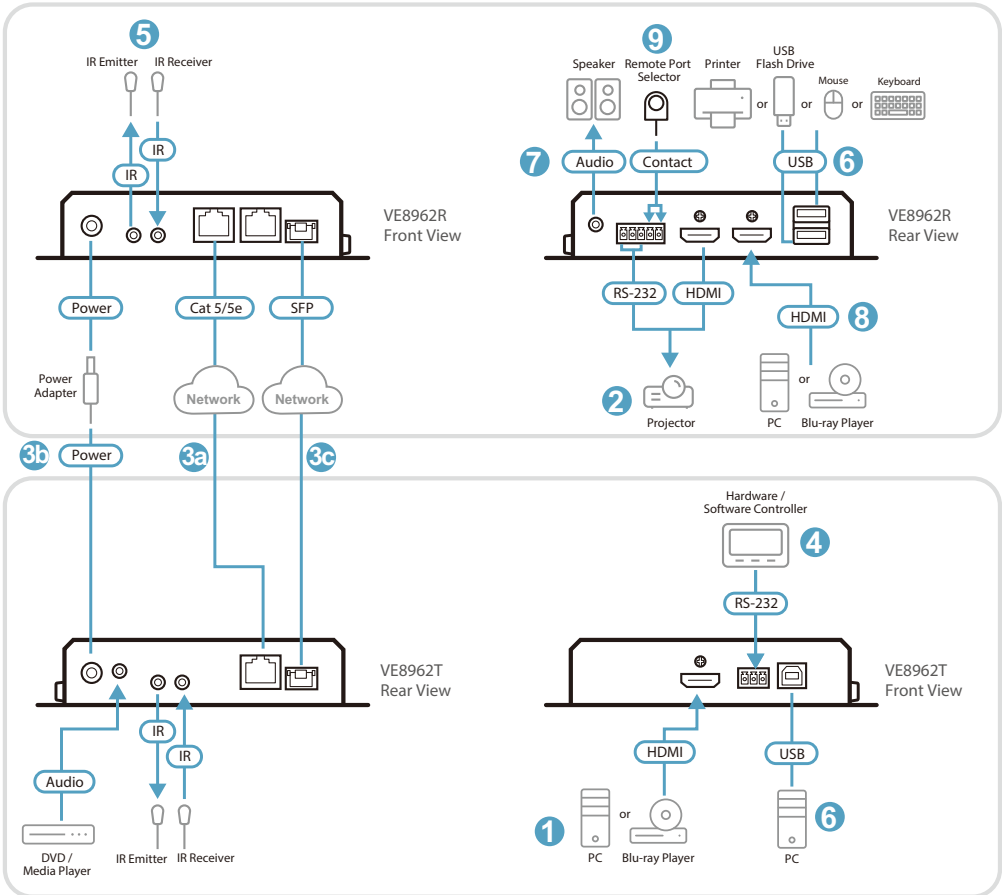 5
IR Emitter
IR Receiver
IR
IR
VE8962R
Front View
Power
Cat 5/5e
SFP
Power
Adapter
Network
Network
3b
Power
3a
3c
9
Speaker
Remote Port
Selector
Printer
or
USB
Flash Drive
or
Mouse
or
Keyboard
7
Audio
Contact
USB
6
VE8962R
Rear View
RS-232
HDMI
HDMI
8
2
Projector
PC
or
Blu-ray Player
VE8962T
Rear View
IR
IR
Audio
DVD /
Media Player
IR Emitter
IR Receiver
Hardware /
Software Controller
4
RS-232
VE8962T
Front View
HDMI
USB
1
PC
or
Blu-ray Player
PC
6